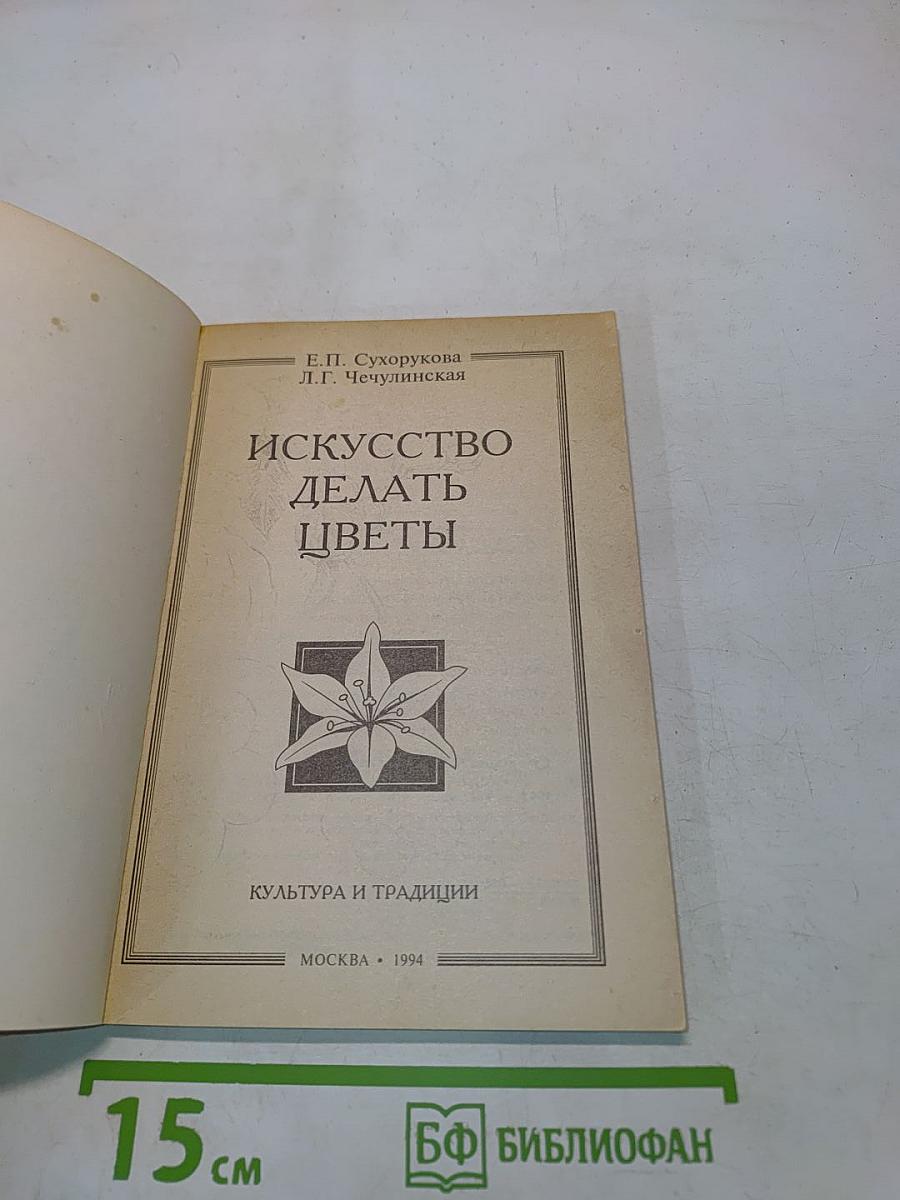 Е.П. Сухорукова
Л.Г. Чечулинская
ИСКУССТВО
ДЕЛАТЬ
ЦВЕТЫ
КУЛЬТУРА И ТРАДИЦИИ
МОСКВА • 1994
15 см
БФ БИБЛИОФАН